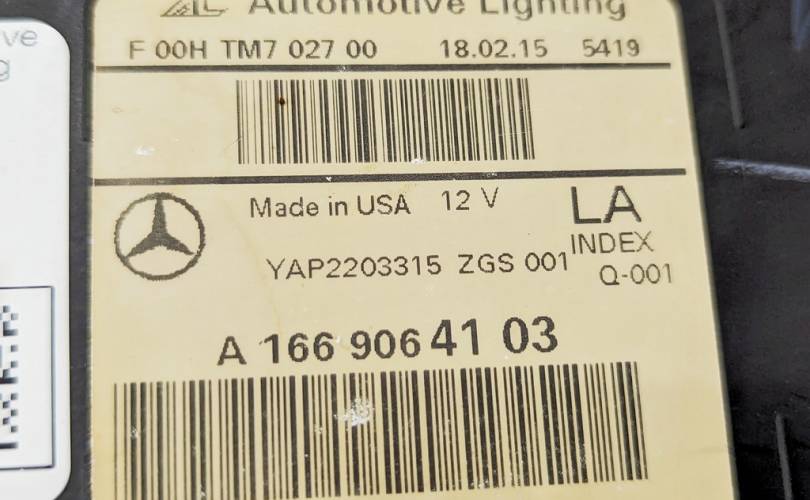 Automotive Lighting
F 00H TM7 027 00 18.02.15 5419
Made in USA 12 V LA
YAP2203315 ZGS 001 INDEX
Q-001
A 166 906 41 03